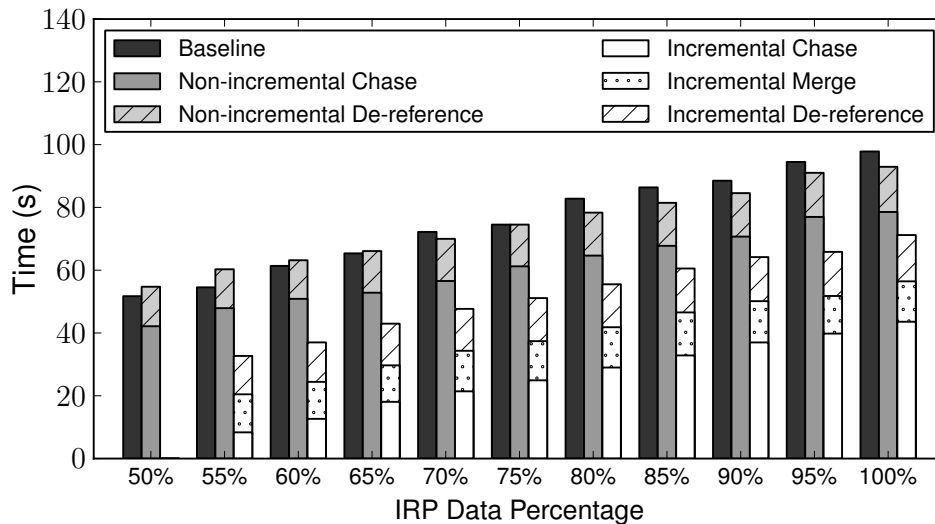 140
120
100
80
60
40
20
0
Time (s)
Baseline
Non-incremental Chase
Non-incremental De-reference
Incremental Chase
Incremental Merge
Incremental De-reference
50% 55% 60% 65% 70% 75% 80% 85% 90% 95% 100%
IRP Data Percentage